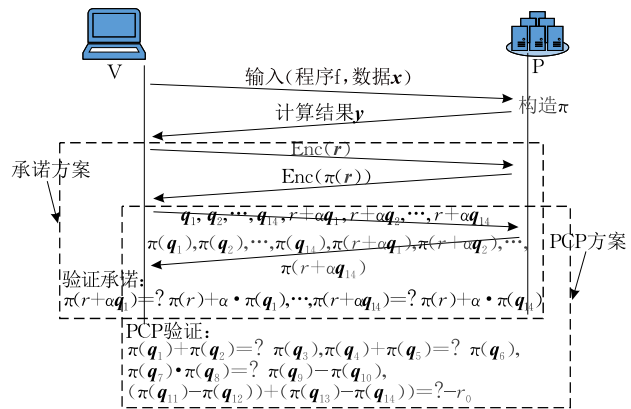 V
P
输入(程序f,数据x)
构造π
计算结果y
Enc(r)
承诺方案
Enc(π(r))
q1, q2,⋯,q14,r+αq1,r+αq2,⋯,r+αq14
π(q1),π(q2),⋯,π(q14),π(r+αq1),π(r+αq2),⋯,
PCP方案
π(r+αq14)
验证承诺:
π(r+αq1)=? π(r)+α•π(q1),⋯,π(r+αq14)=? π(r)+α•π(q14)
PCP验证:
π(q1)+π(q2)=? π(q3),π(q4)+π(q5)=? π(q6),
π(q7)•π(q8)=? π(q9)−π(q10),
(π(q11)−π(q12))+(π(q13)−π(q14))=?−r0